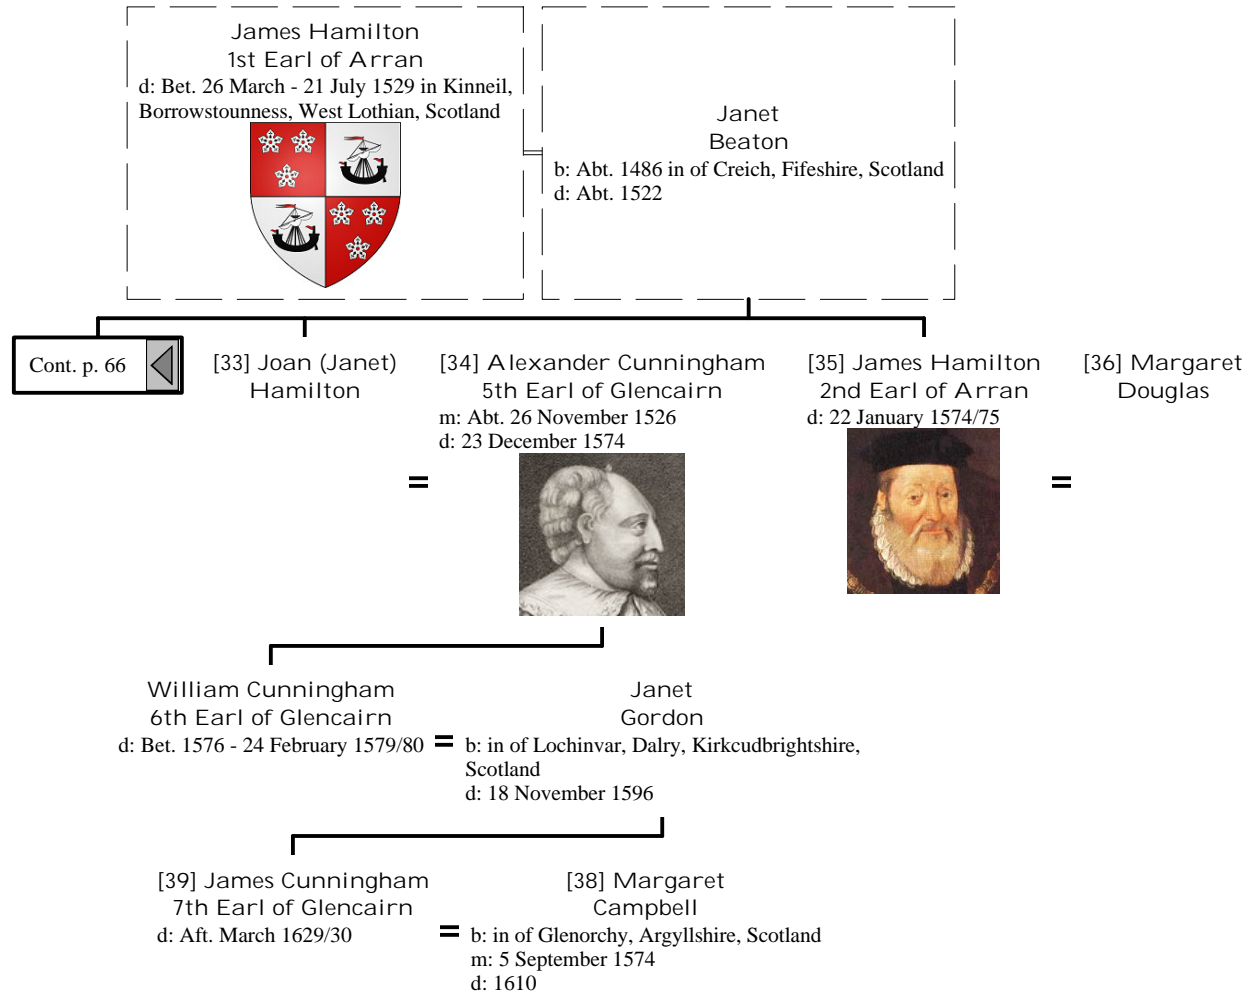 James Hamilton
1st Earl of Arran
d: Bet. 26 March - 21 July 1529 in Kinneil,
Borrowstounness, West Lothian, Scotland
Janet
Beaton
b: Abt. 1486 in of Creich, Fifeshire, Scotland
d: Abt. 1522
Cont. p. 66
[33] Joan (Janet)
Hamilton
=
[34] Alexander Cunningham
5th Earl of Glencairn
m: Abt. 26 November 1526
d: 23 December 1574
[35] James Hamilton
2nd Earl of Arran
d: 22 January 1574/75
=
[36] Margaret
Douglas
William Cunningham
6th Earl of Glencairn
d: Bet. 1576 - 24 February 1579/80
=
Janet
Gordon
b: in of Lochinvar, Dalry, Kirkcudbrightshire,
Scotland
d: 18 November 1596
[39] James Cunningham
7th Earl of Glencairn
d: Aft. March 1629/30
=
[38] Margaret
Campbell
b: in of Glenorchy, Argyllshire, Scotland
m: 5 September 1574
d: 1610